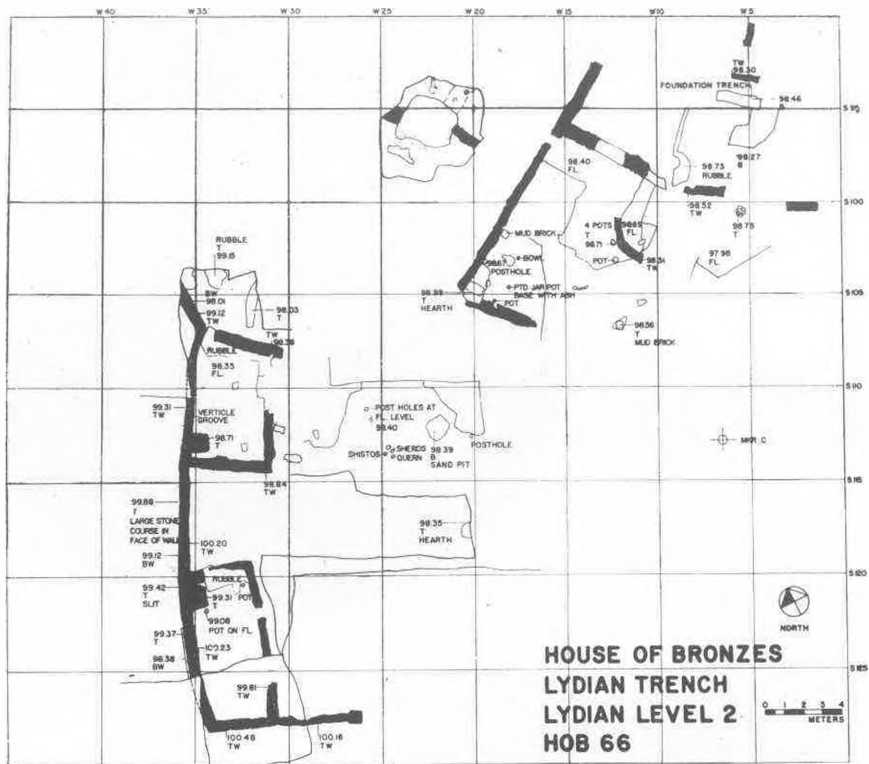 W 40 W 35 W 30 W 25 W 20 W 15 W 10 W 5 0
TW
98.30
FOUNDATION TRENCH
98.46
S 95
98.40
FL
98.73
RUBBLE
98.27
B
S 100
98.52
TW
98.75
T
MUD BRICK
4 POTS
T
98.71
98.65
FL
POT
98.51
TW
97.98
FL
98.67
POSTHOLE
BOWL
98.99
T
HEARTH
PTD JAR POT
BASE WITH ASH
POT
S 105
98.56
T
MUD BRICK
RUBBLE
T
99.15
BW
98.01
99.12
TW
98.03
T
TW
98.38
RUBBLE
98.35
FL.
99.31
TW
VERTICLE
GROOVE
98.71
T
98.84
TW
POST HOLES AT
FL. LEVEL
98.40
SHERDS
SHISTOS
QUERN
98.39
B
SAND PIT
POSTHOLE
MKR C
S 115
99.88
T
LARGE STONE
COURSE IN
FACE OF WALL
98.35
T
HEARTH
100.20
TW
99.12
BW
S 120
99.42
T
SLIT
RUBBLE
POT
99.31
T
99.08
POT ON FL.
99.37
T
100.23
TW
98.38
BW
NORTH
99.81
TW
S 125
100.46
TW
100.16
TW
HOUSE OF BRONZES
LYDIAN TRENCH
LYDIAN LEVEL 2
HOB 66
0 1 2 3 4
METERS